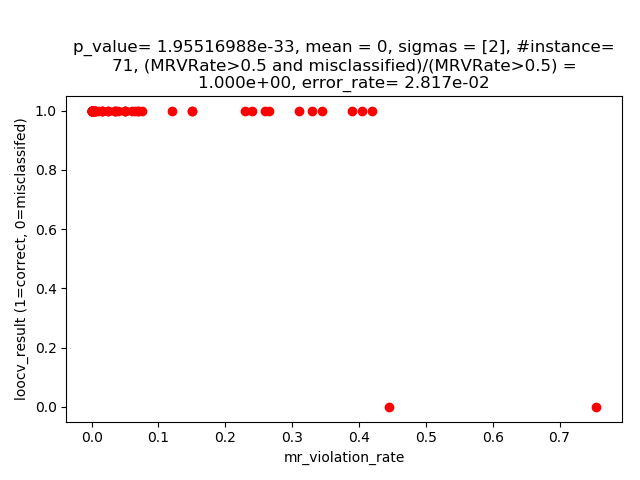 p_value= 1.95516988e-33, mean = 0, sigmas = [2], #instance=
71, (MRVRate>0.5 and misclassified)/(MRVRate>0.5) =
1.000e+00, error_rate= 2.817e-02
1.0
0.8
0.6
0.4
0.2
0.0
loocv_result (1=correct, 0=misclassifed)
0.0 0.1 0.2 0.3 0.4 0.5 0.6 0.7
mr_violation_rate